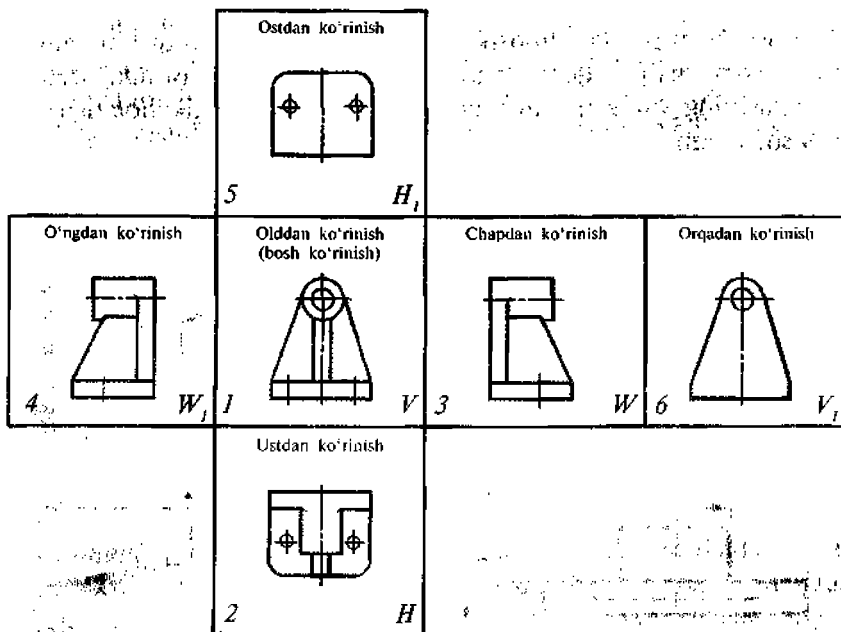 Ostdan ko‘rinish
5 H₁
O‘ngdan ko‘rinish
4 W₁
Olddan ko‘rinish
(bosh ko‘rinish)
1 V
Chapdan ko‘rinish
3 W
Orqadan ko‘rinish
6 V₁
Ustdan ko‘rinish
2 H